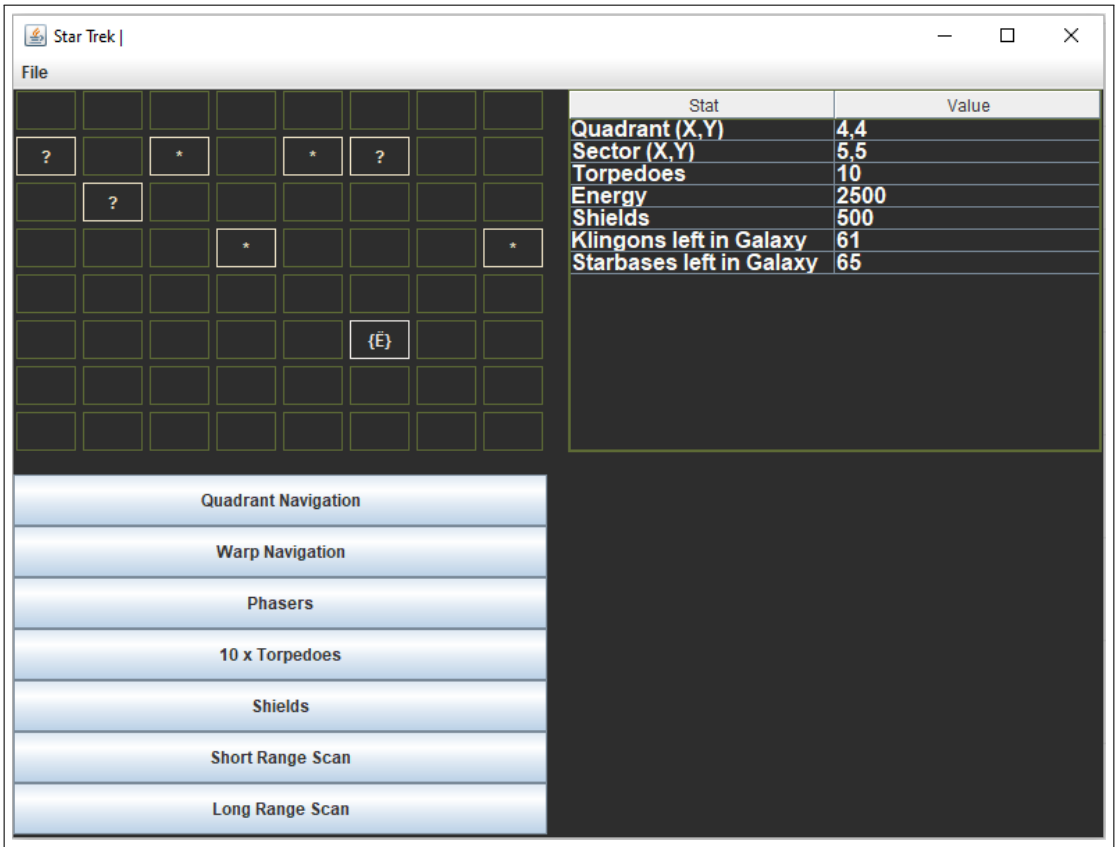 Star Trek |
File
? * * ?
?
* *
{Ë}
Stat Value
Quadrant (X,Y) 4,4
Sector (X,Y) 5,5
Torpedoes 10
Energy 2500
Shields 500
Klingons left in Galaxy 61
Starbases left in Galaxy 65
Quadrant Navigation
Warp Navigation
Phasers
10 x Torpedoes
Shields
Short Range Scan
Long Range Scan